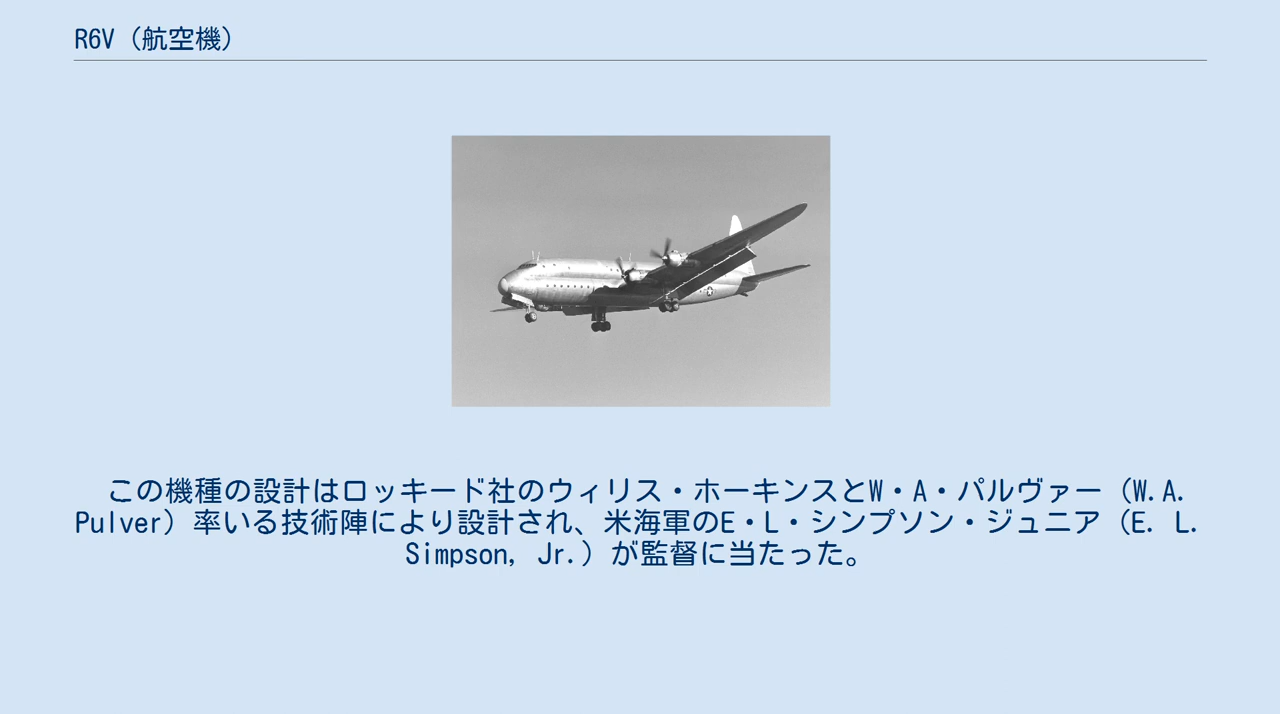 R6V（航空機）
この機種の設計はロッキード社のウィリス・ホーキンスとW・A・パルヴァー（W.A.
Pulver）率いる技術陣により設計され、米海軍のE・L・シンプソン・ジュニア（E. L.
Simpson, Jr.）が監督に当たった。